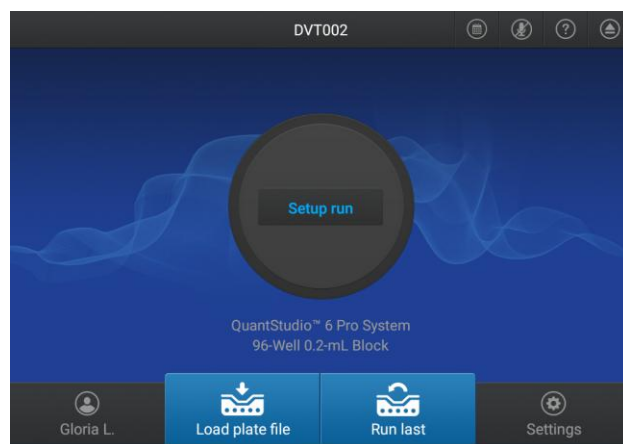 DVT002
Setup run
QuantStudio™ 6 Pro System
96-Well 0.2-mL Block
Gloria L.
Load plate file
Run last
Settings